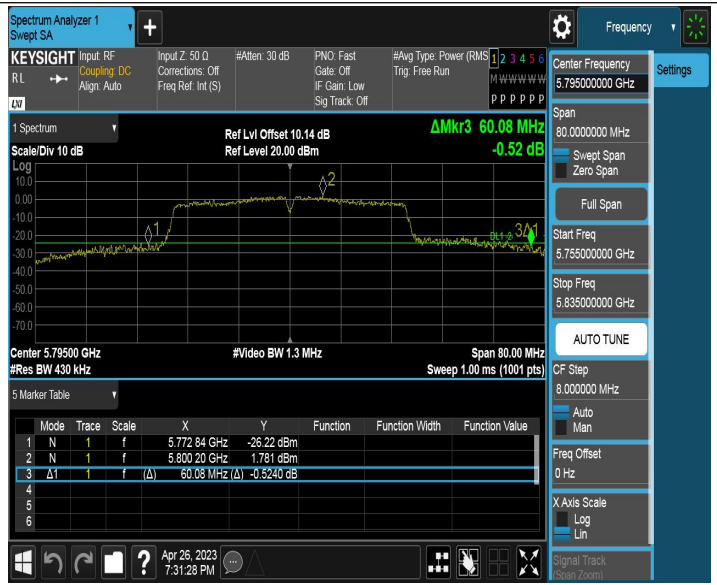 Spectrum Analyzer 1
Swept SA
Frequency
KEYSIGHT
RL
LXI
Input: RF
Coupling: DC
Align: Auto
Input Z: 50 Ω
Corrections: Off
Freq Ref: Int (S)
#Atten: 30 dB
PNO: Fast
Gate: Off
IF Gain: Low
Sig Track: Off
#Avg Type: Power (RMS
Trig: Free Run
1 2 3 4 5 6
M W W W W W
P P P P P P
1 Spectrum
Scale/Div 10 dB
Ref Lvl Offset 10.14 dB
Ref Level 20.00 dBm
ΔMkr3 60.08 MHz
-0.52 dB
Log
10.0
0.00
-10.0
-20.0
-30.0
-40.0
-50.0
-60.0
-70.0
1
2
3Δ1
Center 5.79500 GHz
#Video BW 1.3 MHz
Span 80.00 MHz
#Res BW 430 kHz
Sweep 1.00 ms (1001 pts)
5 Marker Table
Mode Trace Scale X Y Function Function Width Function Value
1 N 1 f 5.772 84 GHz -26.22 dBm
2 N 1 f 5.800 20 GHz 1.781 dBm
3 Δ1 1 f (Δ) 60.08 MHz (Δ) -0.5240 dB
4
5
6
?
Apr 26, 2023
7:31:28 PM
Center Frequency
5.795000000 GHz
Settings
Span
80.0000000 MHz
Swept Span
Zero Span
Full Span
Start Freq
5.755000000 GHz
Stop Freq
5.835000000 GHz
AUTO TUNE
CF Step
8.000000 MHz
Auto
Man
Freq Offset
0 Hz
X Axis Scale
Log
Lin
Signal Track
(Span Zoom)